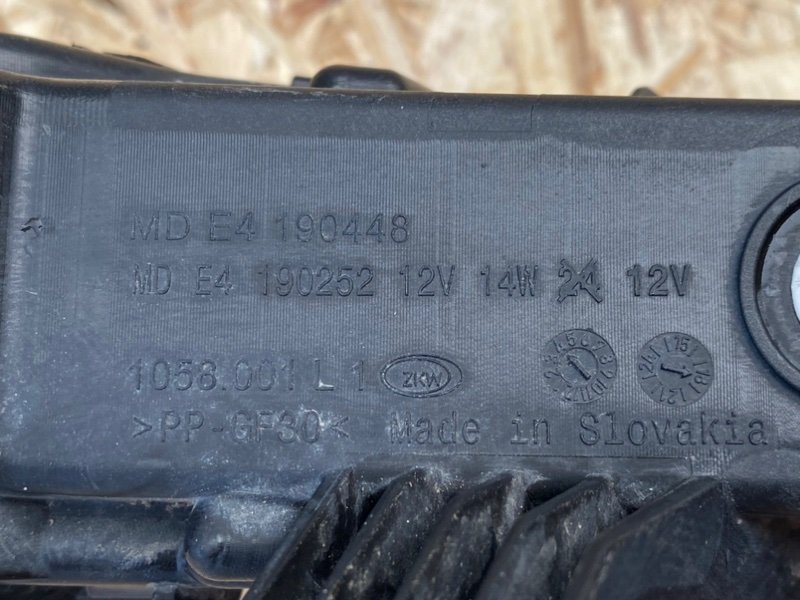 MD E4 190448
MD E4 190252 12V 14W 24 12V
1058.001 L 1 ZKW
>PP-GF30< Made in Slovakia